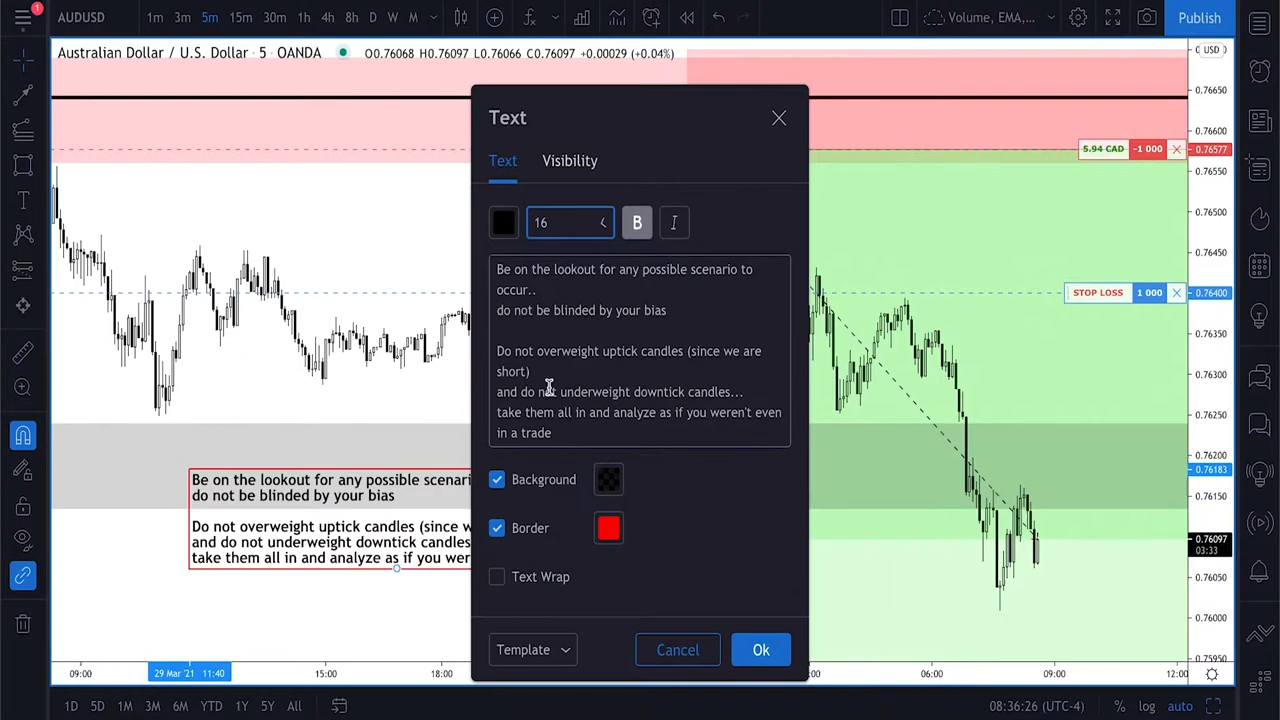 1
AUDUSD
1m 3m 5m 15m 30m 1h 4h 8h D W M
Volume, EMA,...
Publish
Australian Dollar / U.S. Dollar · 5 · OANDA
O0.76068 H0.76097 L0.76066 C0.76097 +0.00029 (+0.04%)
USD
0.76650
0.76600
5.94 CAD -1 000 0.76577
0.76500
0.76450
STOP LOSS 1 000 0.76400
0.76350
0.76300
0.76250
0.76200
0.76183
0.76150
0.76097
03:33
0.76050
0.76000
0.75950
Text
Text Visibility
16 B I
Be on the lookout for any possible scenario to
occur..
do not be blinded by your bias
Do not overweight uptick candles (since we are
short)
and do not underweight downtick candles...
take them all in and analyze as if you weren't even
in a trade
Background
Border
Text Wrap
Template
Cancel
Ok
Be on the lookout for any possible scenari
do not be blinded by your bias
Do not overweight uptick candles (since w
and do not underweight downtick candles
take them all in and analyze as if you wer
09:00 29 Mar '21 11:40 15:00 18:00 :00 06:00 09:00 12:00
1D 5D 1M 3M 6M YTD 1Y 5Y All
08:36:26 (UTC-4)
% log auto